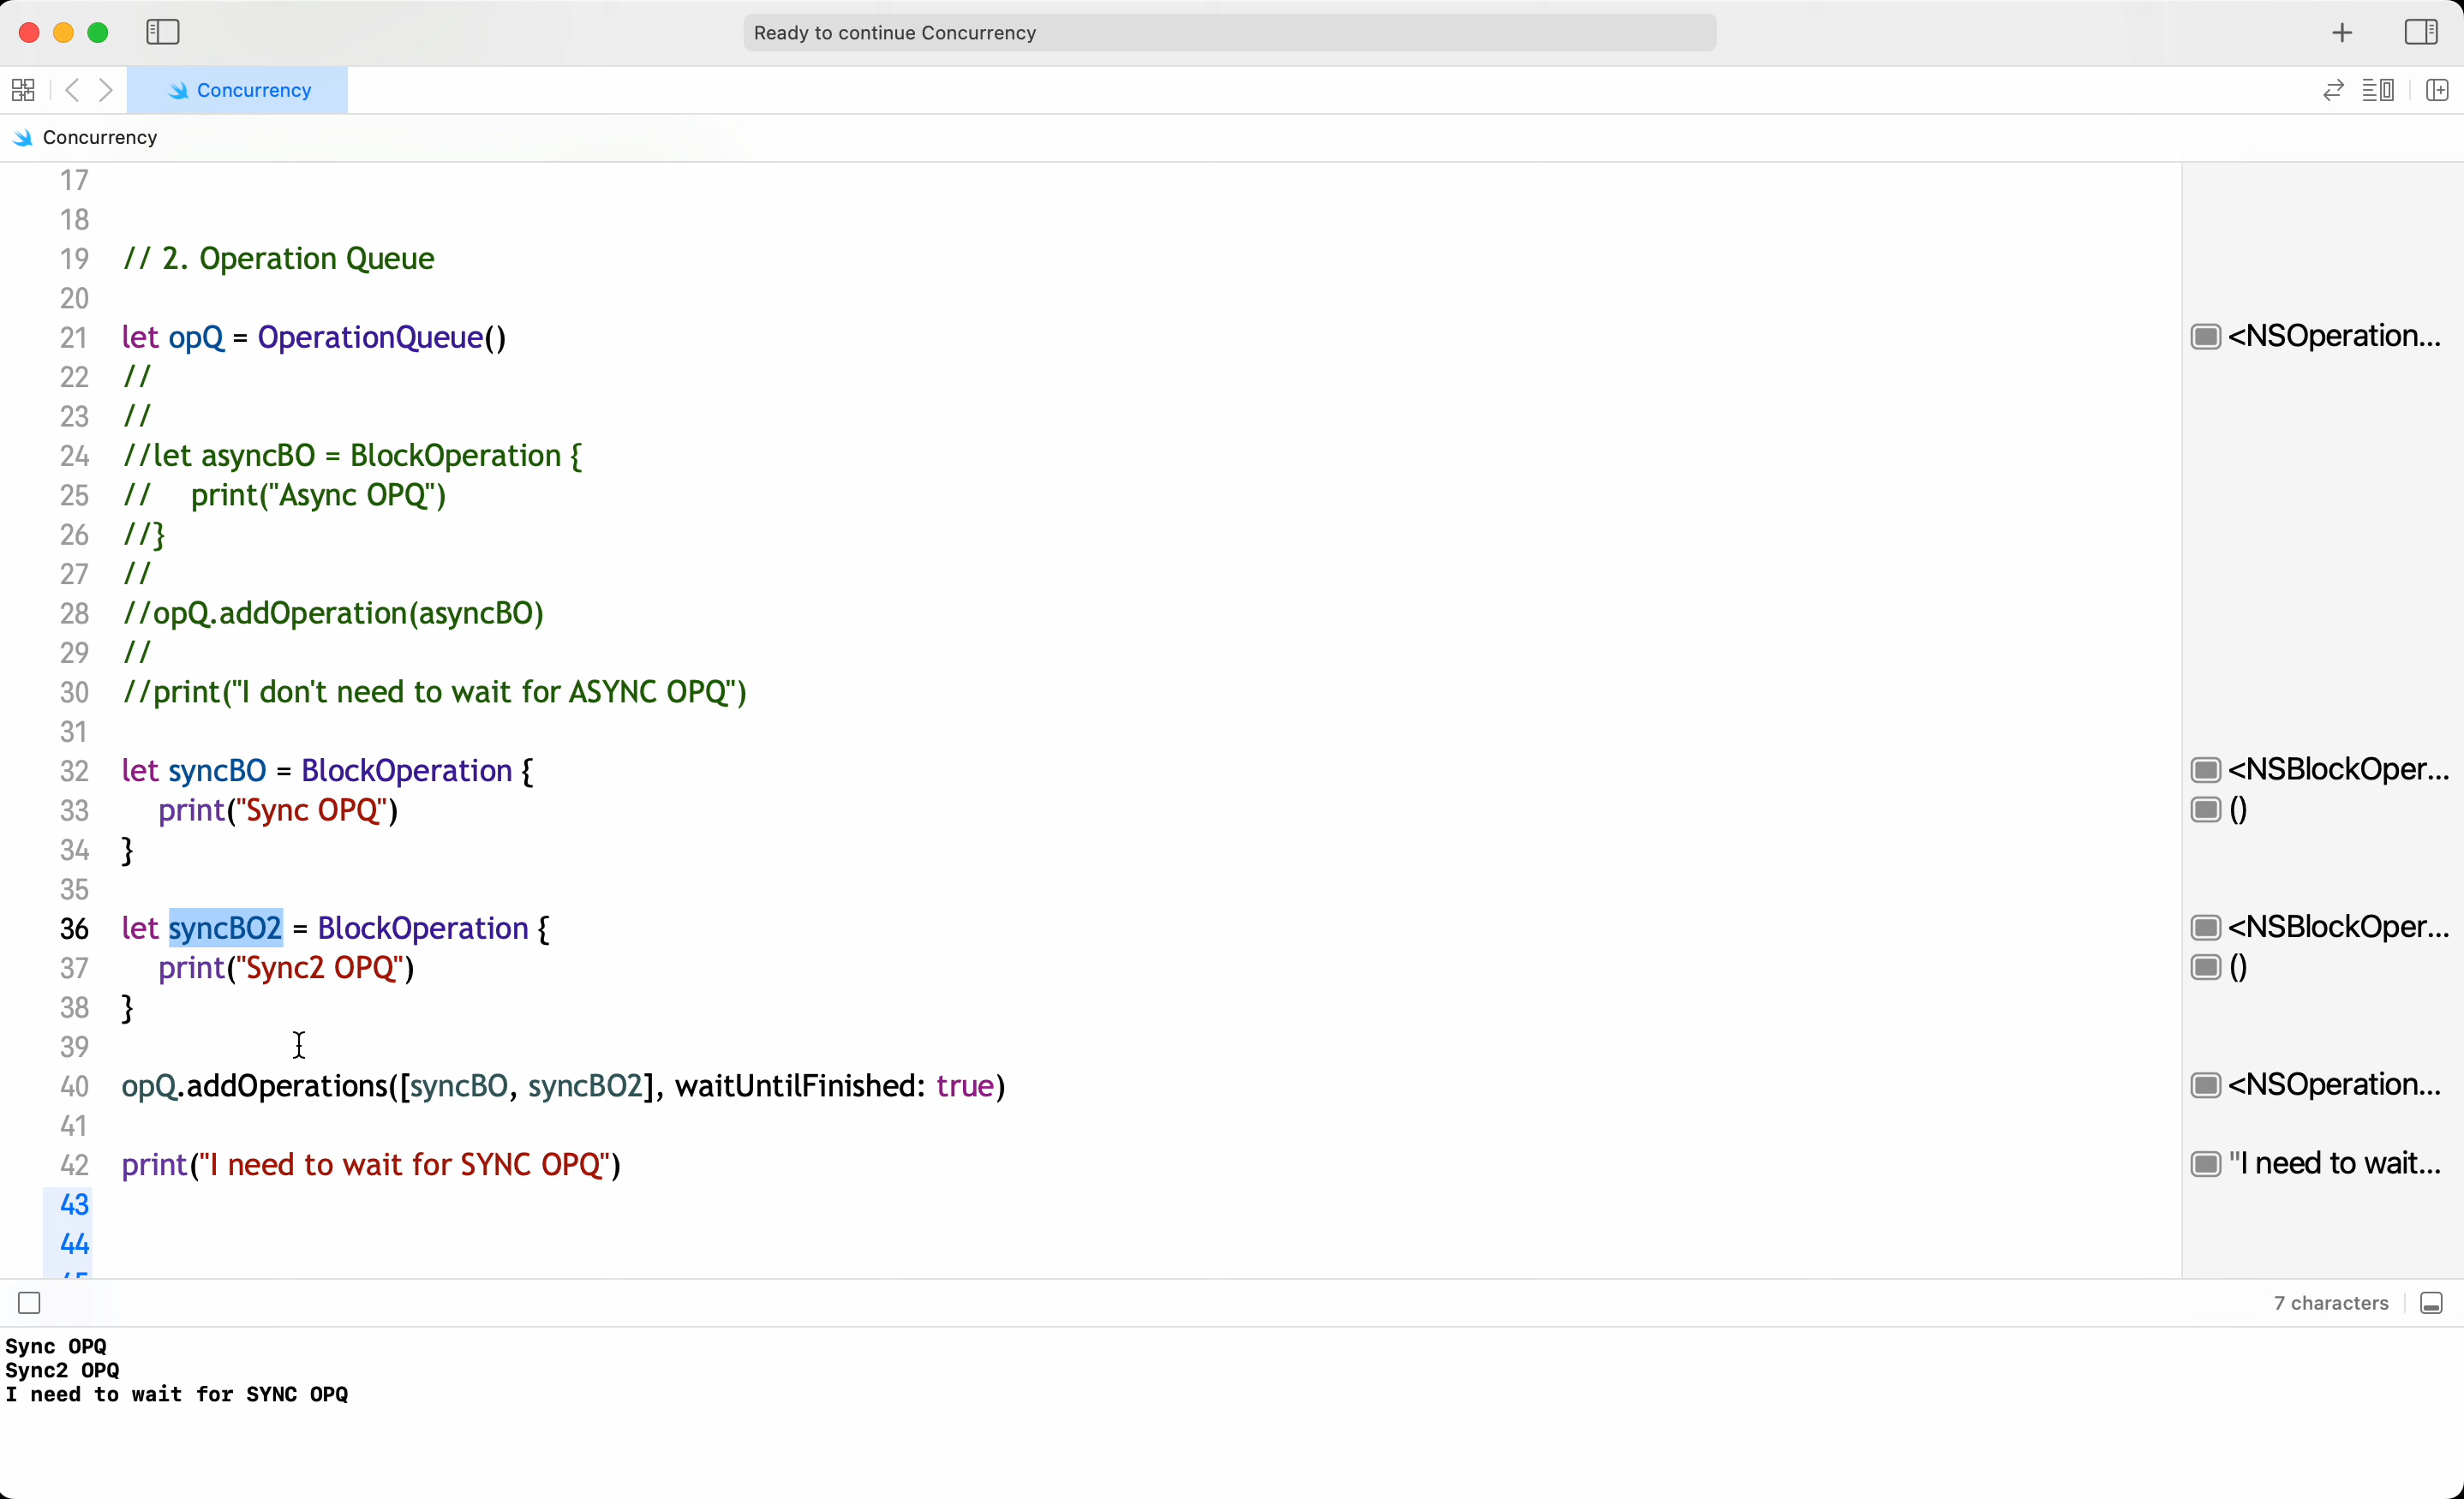 Ready to continue Concurrency
Concurrency
Concurrency
17
18
19 // 2. Operation Queue
20
21 let opQ = OperationQueue() <NSOperation...
22 //
23 //
24 //let asyncBO = BlockOperation {
25 // print("Async OPQ")
26 //}
27 //
28 //opQ.addOperation(asyncBO)
29 //
30 //print("I don't need to wait for ASYNC OPQ")
31
32 let syncBO = BlockOperation { <NSBlockOper...
33 print("Sync OPQ") ()
34 }
35
36 let syncBO2 = BlockOperation { <NSBlockOper...
37 print("Sync2 OPQ") ()
38 }
39
40 opQ.addOperations([syncBO, syncBO2], waitUntilFinished: true) <NSOperation...
41
42 print("I need to wait for SYNC OPQ") "I need to wait...
43
44
7 characters
Sync OPQ
Sync2 OPQ
I need to wait for SYNC OPQ